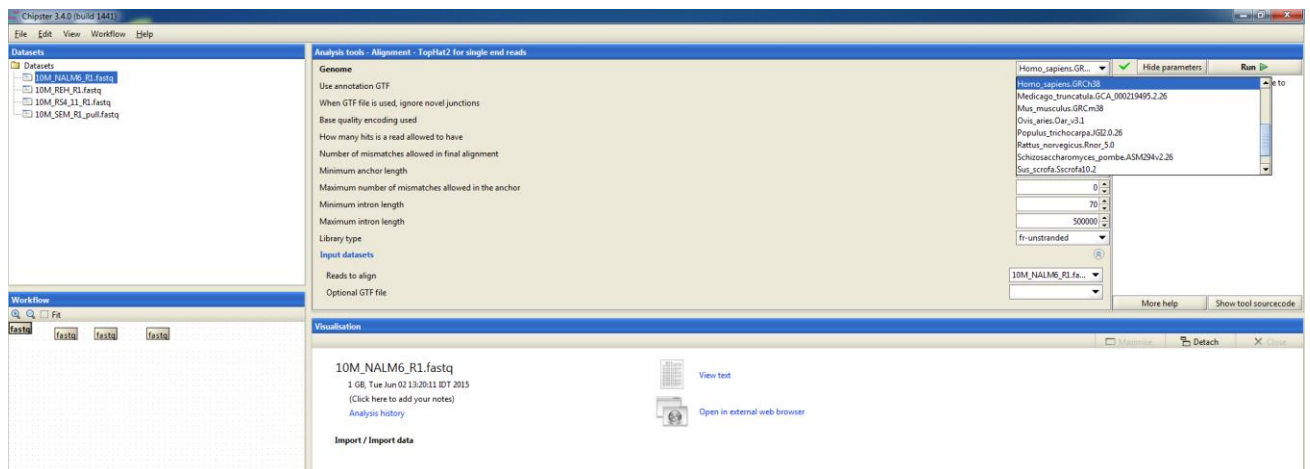 Chipster 3.4.0 (build 1441)
File Edit View Workflow Help
Datasets
Datasets
10M_NALM6_R1.fastq
10M_REH_R1.fastq
10M_RS4_11_R1.fastq
10M_SEM_R1_pull.fastq
Analysis tools - Alignment - TopHat2 for single end reads
Genome Homo_sapiens.GR... Hide parameters Run
Use annotation GTF Homo_sapiens.GRCh38 e to
When GTF file is used, ignore novel junctions Medicago_truncatula.GCA_000219495.2.26
Mus_musculus.GRCm38
Base quality encoding used Ovis_aries.Oar_v3.1
How many hits is a read allowed to have Populus_trichocarpa.JGI2.0.26
Rattus_norvegicus.Rnor_5.0
Number of mismatches allowed in final alignment Schizosaccharomyces_pombe.ASM294v2.26
Minimum anchor length Sus_scrofa.Sscrofa10.2
Maximum number of mismatches allowed in the anchor 0
Minimum intron length 70
Maximum intron length 500000
Library type fr-unstranded
Input datasets
Reads to align 10M_NALM6_R1.fa...
Optional GTF file
More help Show tool sourcecode
Workflow
Fit
fastq fastq fastq fastq
Visualisation
Maximise Detach Close
10M_NALM6_R1.fastq
1 GB, Tue Jun 02 13:20:11 IDT 2015
(Click here to add your notes)
Analysis history
View text
Open in external web browser
Import / Import data